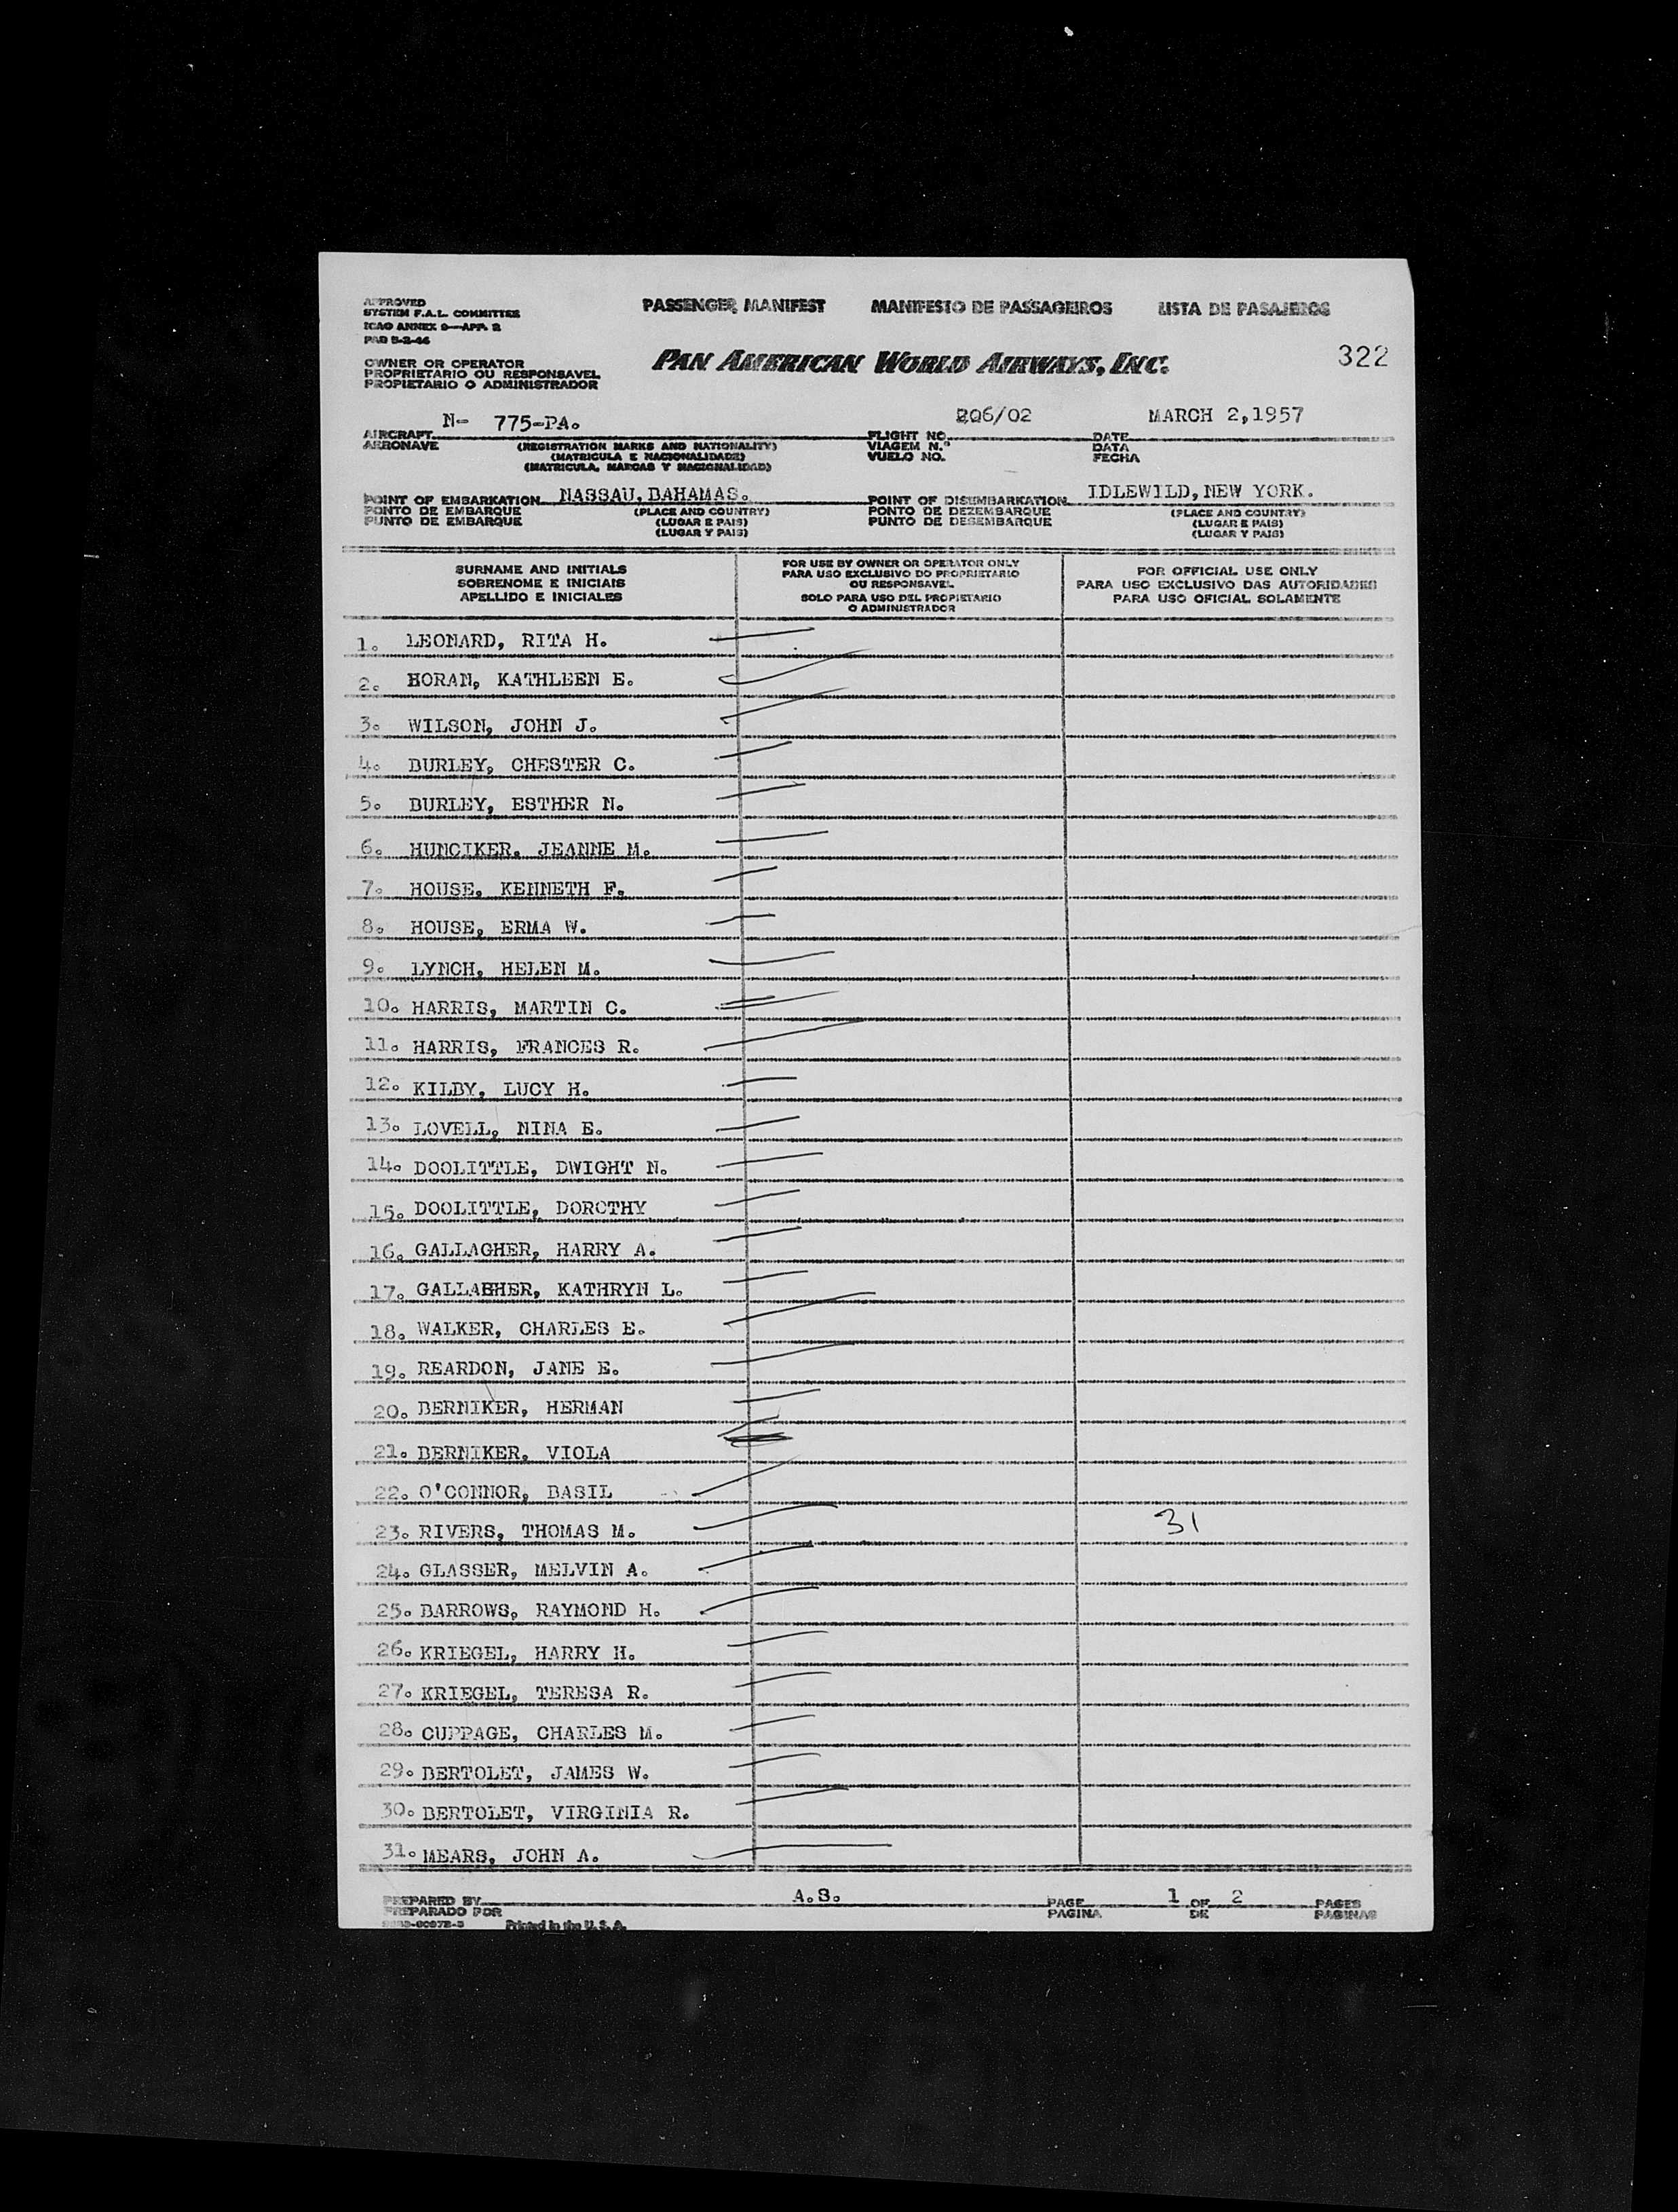 APPROVED
SYSTEM F.A.L. COMMITTEE
ICAO ANNEX 9—APP. 2
PAD 5-2-46
PASSENGER MANIFEST MANIFESTO DE PASSAGEIROS LISTA DE PASAJEROS
OWNER OR OPERATOR
PROPRIETARIO OU RESPONSAVEL
PROPIETARIO O ADMINISTRADOR
PAN AMERICAN WORLD AIRWAYS, INC.
322
AIRCRAFT N- 775-PA. FLIGHT NO. 206/02 DATE MARCH 2,1957
AERONAVE (REGISTRATION MARKS AND NATIONALITY) VIAGEM N.º DATA
(MATRICULA E NACIONALIDADE) VUELO NO. FECHA
(MATRICULA, MARCAS Y NACIONALIDAD)
POINT OF EMBARKATION NASSAU, BAHAMAS. POINT OF DISEMBARKATION IDLEWILD, NEW YORK.
PONTO DE EMBARQUE (PLACE AND COUNTRY) PONTO DE DEZEMBARQUE (PLACE AND COUNTRY)
PUNTO DE EMBARQUE (LUGAR E PAIS) PUNTO DE DESEMBARQUE (LUGAR E PAIS)
(LUGAR Y PAIS) (LUGAR Y PAIS)
SURNAME AND INITIALS
SOBRENOME E INICIAIS
APELLIDO E INICIALES
FOR USE BY OWNER OR OPERATOR ONLY
PARA USO EXCLUSIVO DO PROPRIETARIO
OU RESPONSAVEL
SOLO PARA USO DEL PROPIETARIO
O ADMINISTRADOR
FOR OFFICIAL USE ONLY
PARA USO EXCLUSIVO DAS AUTORIDADES
PARA USO OFICIAL SOLAMENTE
1. LEONARD, RITA H.
2. HORAN, KATHLEEN E.
3. WILSON, JOHN J.
4. BURLEY, CHESTER C.
5. BURLEY, ESTHER N.
6. HUNCIKER. JEANNE M.
7. HOUSE, KENNETH F.
8. HOUSE, ERMA W.
9. LYNCH, HELEN M.
10. HARRIS, MARTIN C.
11. HARRIS, FRANCES R.
12. KILBY, LUCY H.
13. LOVELL, NINA E.
14. DOOLITTLE, DWIGHT N.
15. DOOLITTLE, DOROTHY
16. GALLAGHER, HARRY A.
17. GALLAGHER, KATHRYN L.
18. WALKER, CHARLES E.
19. REARDON, JANE E.
20. BERNIKER, HERMAN
21. BERNIKER, VIOLA
22. O'CONNOR, BASIL
23. RIVERS, THOMAS M. 31
24. GLASSER, MELVIN A.
25. BARROWS, RAYMOND H.
26. KRIEGEL, HARRY H.
27. KRIEGEL, TERESA R.
28. CUPPAGE, CHARLES M.
29. BERTOLET, JAMES W.
30. BERTOLET, VIRGINIA R.
31. MEARS, JOHN A.
PREPARED BY A.S. PAGE 1 OF 2 PAGES
PREPARADO POR PAGINA DE PAGINAS
Printed in the U. S. A.